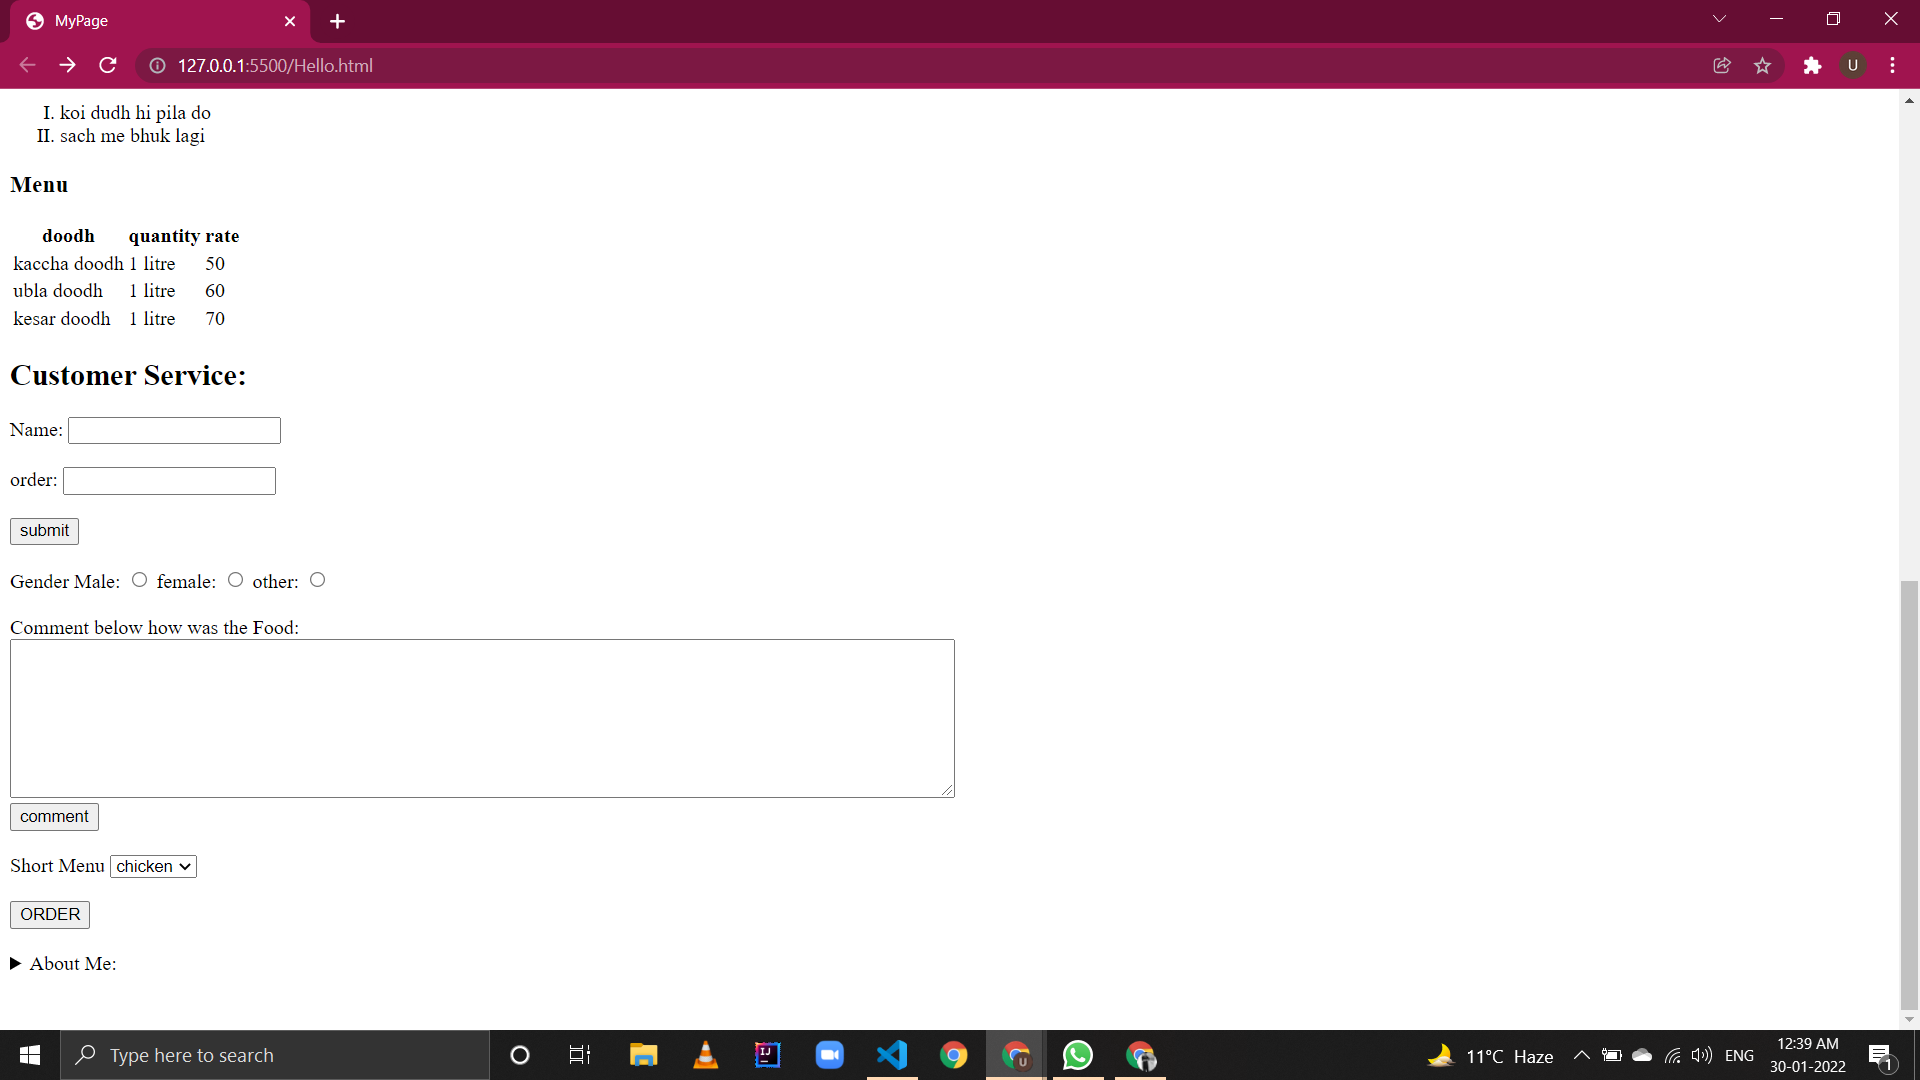 MyPage
127.0.0.1:5500/Hello.html
U
I. koi dudh hi pila do
II. sach me bhuk lagi
Menu
doodh quantity rate
kaccha doodh 1 litre 50
ubla doodh 1 litre 60
kesar doodh 1 litre 70
Customer Service:
Name:
order:
submit
Gender Male: female: other:
Comment below how was the Food:
comment
Short Menu chicken
ORDER
About Me:
Type here to search
IJ
U
11°C Haze
ENG
12:39 AM
30-01-2022
1